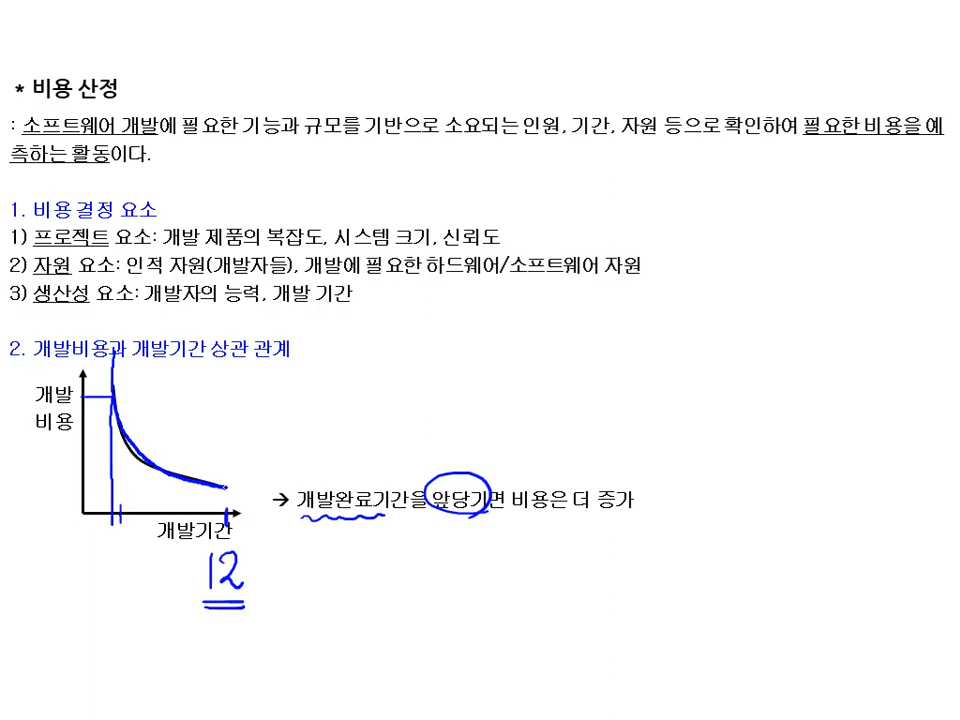 * 비용 산정
: 소프트웨어 개발에 필요한 기능과 규모를 기반으로 소요되는 인원, 기간, 자원 등으로 확인하여 필요한 비용을 예
측하는 활동이다.
1. 비용 결정 요소
1) 프로젝트 요소: 개발 제품의 복잡도, 시스템 크기, 신뢰도
2) 자원 요소: 인적 자원(개발자들), 개발에 필요한 하드웨어/소프트웨어 자원
3) 생산성 요소: 개발자의 능력, 개발 기간
2. 개발비용과 개발기간 상관 관계
개발
비용
→ 개발완료기간을 앞당기면 비용은 더 증가
개발기간
12